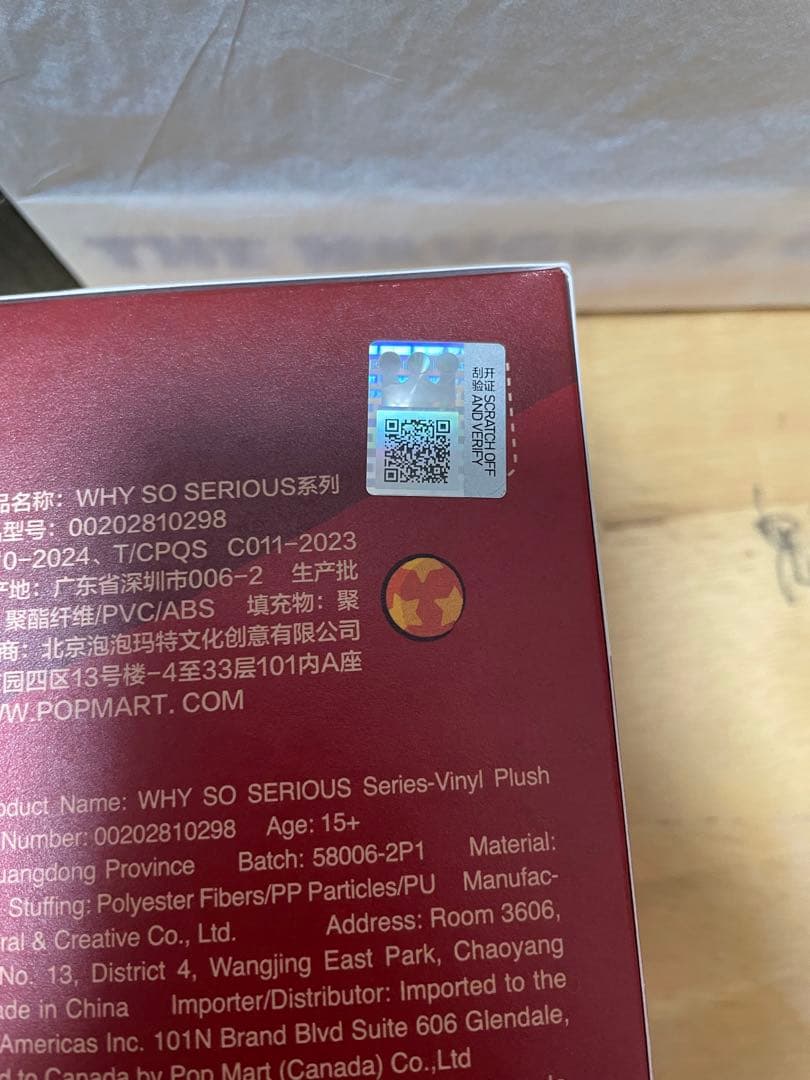 开证 SCRATCH OFF
刮验 AND VERIFY
品名称：WHY SO SERIOUS系列
型号：00202810298
0-2024、T/CPQS C011-2023
产地：广东省深圳市006-2 生产批
聚酯纤维/PVC/ABS 填充物：聚
商：北京泡泡玛特文化创意有限公司
园四区13号楼-4至33层101内A座
WW.POPMART.COM
oduct Name: WHY SO SERIOUS Series-Vinyl Plush
Number: 00202810298 Age: 15+
uangdong Province Batch: 58006-2P1 Material:
Stuffing: Polyester Fibers/PP Particles/PU Manufac-
ral & Creative Co., Ltd. Address: Room 3606,
No. 13, District 4, Wangjing East Park, Chaoyang
ade in China Importer/Distributor: Imported to the
Americas Inc. 101N Brand Blvd Suite 606 Glendale,
d to Canada by Pop Mart (Canada) Co.,Ltd